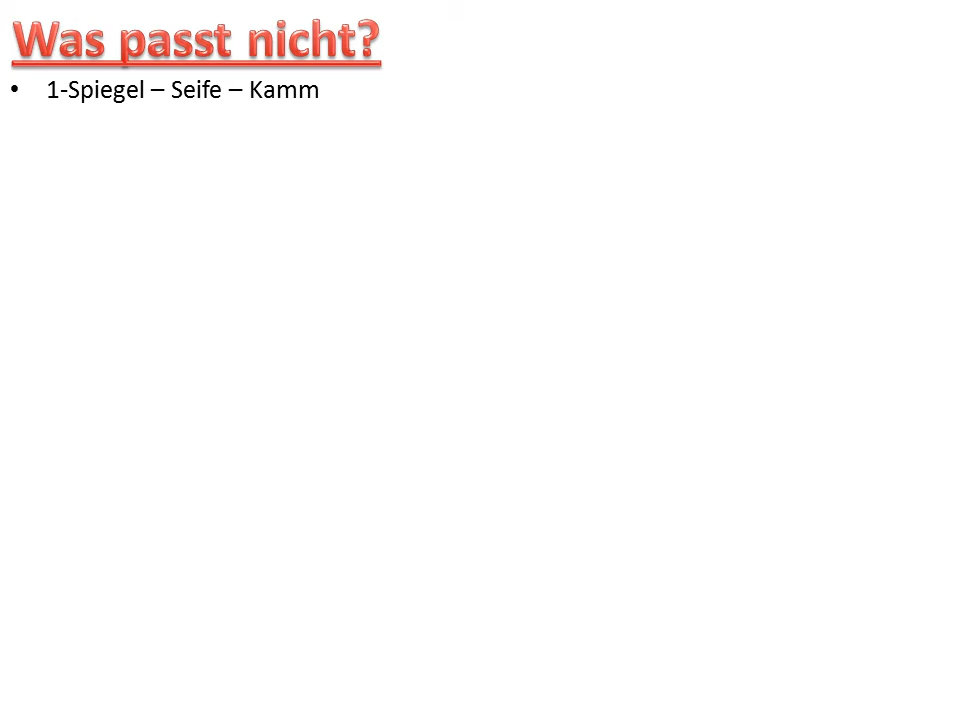 Was passt nicht?
• 1-Spiegel – Seife – Kamm